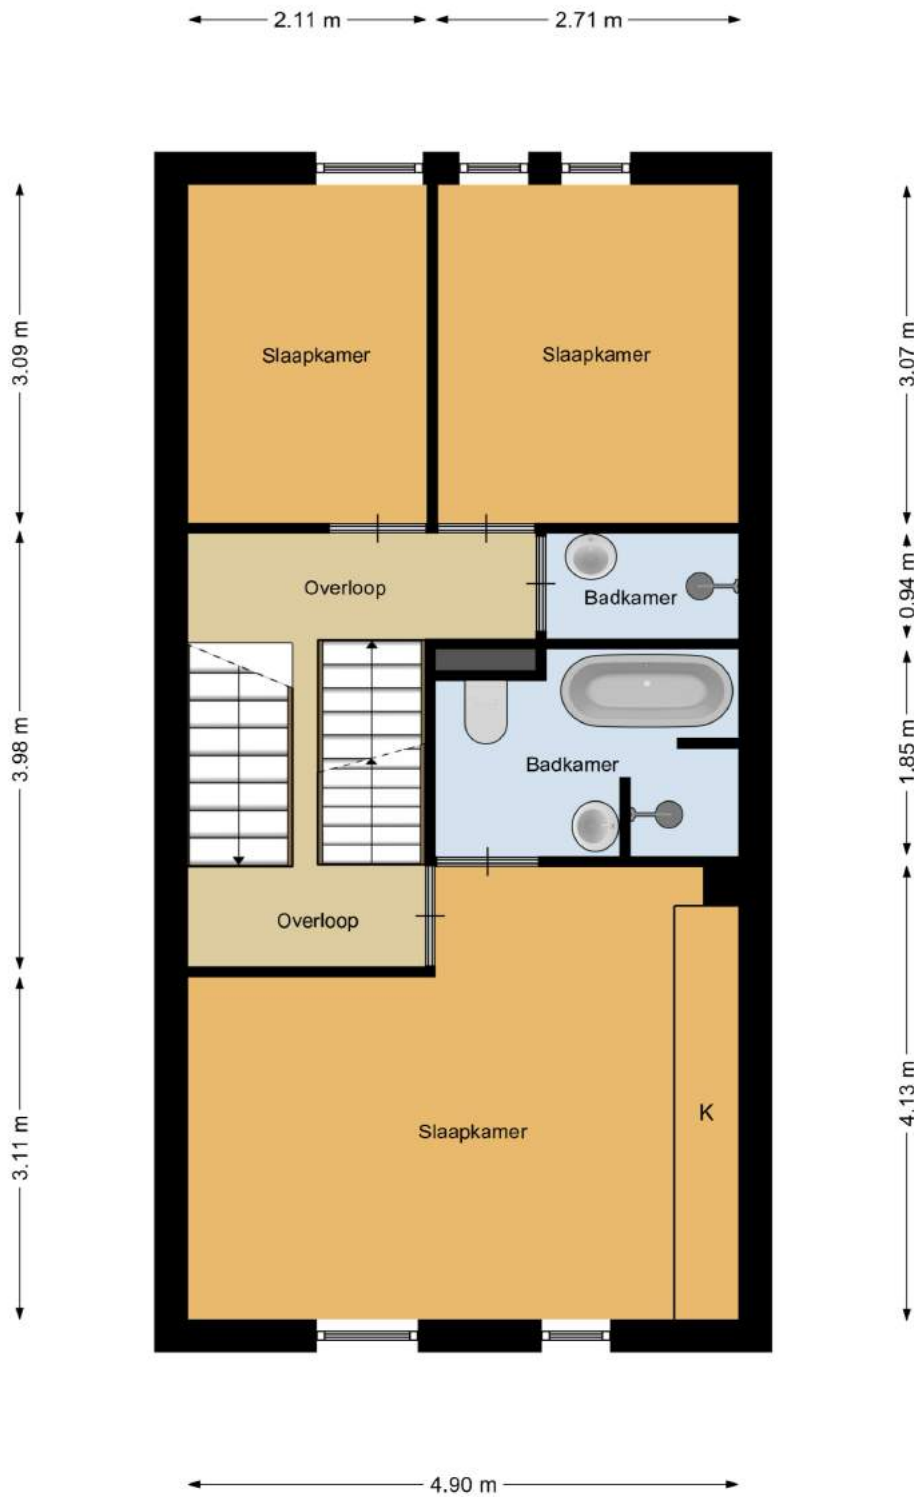 2.11 m
2.71 m
3.09 m
3.07 m
Slaapkamer
Slaapkamer
Overloop
Badkamer
0.94 m
3.98 m
Badkamer
1.85 m
Overloop
Slaapkamer
K
3.11 m
4.13 m
4.90 m